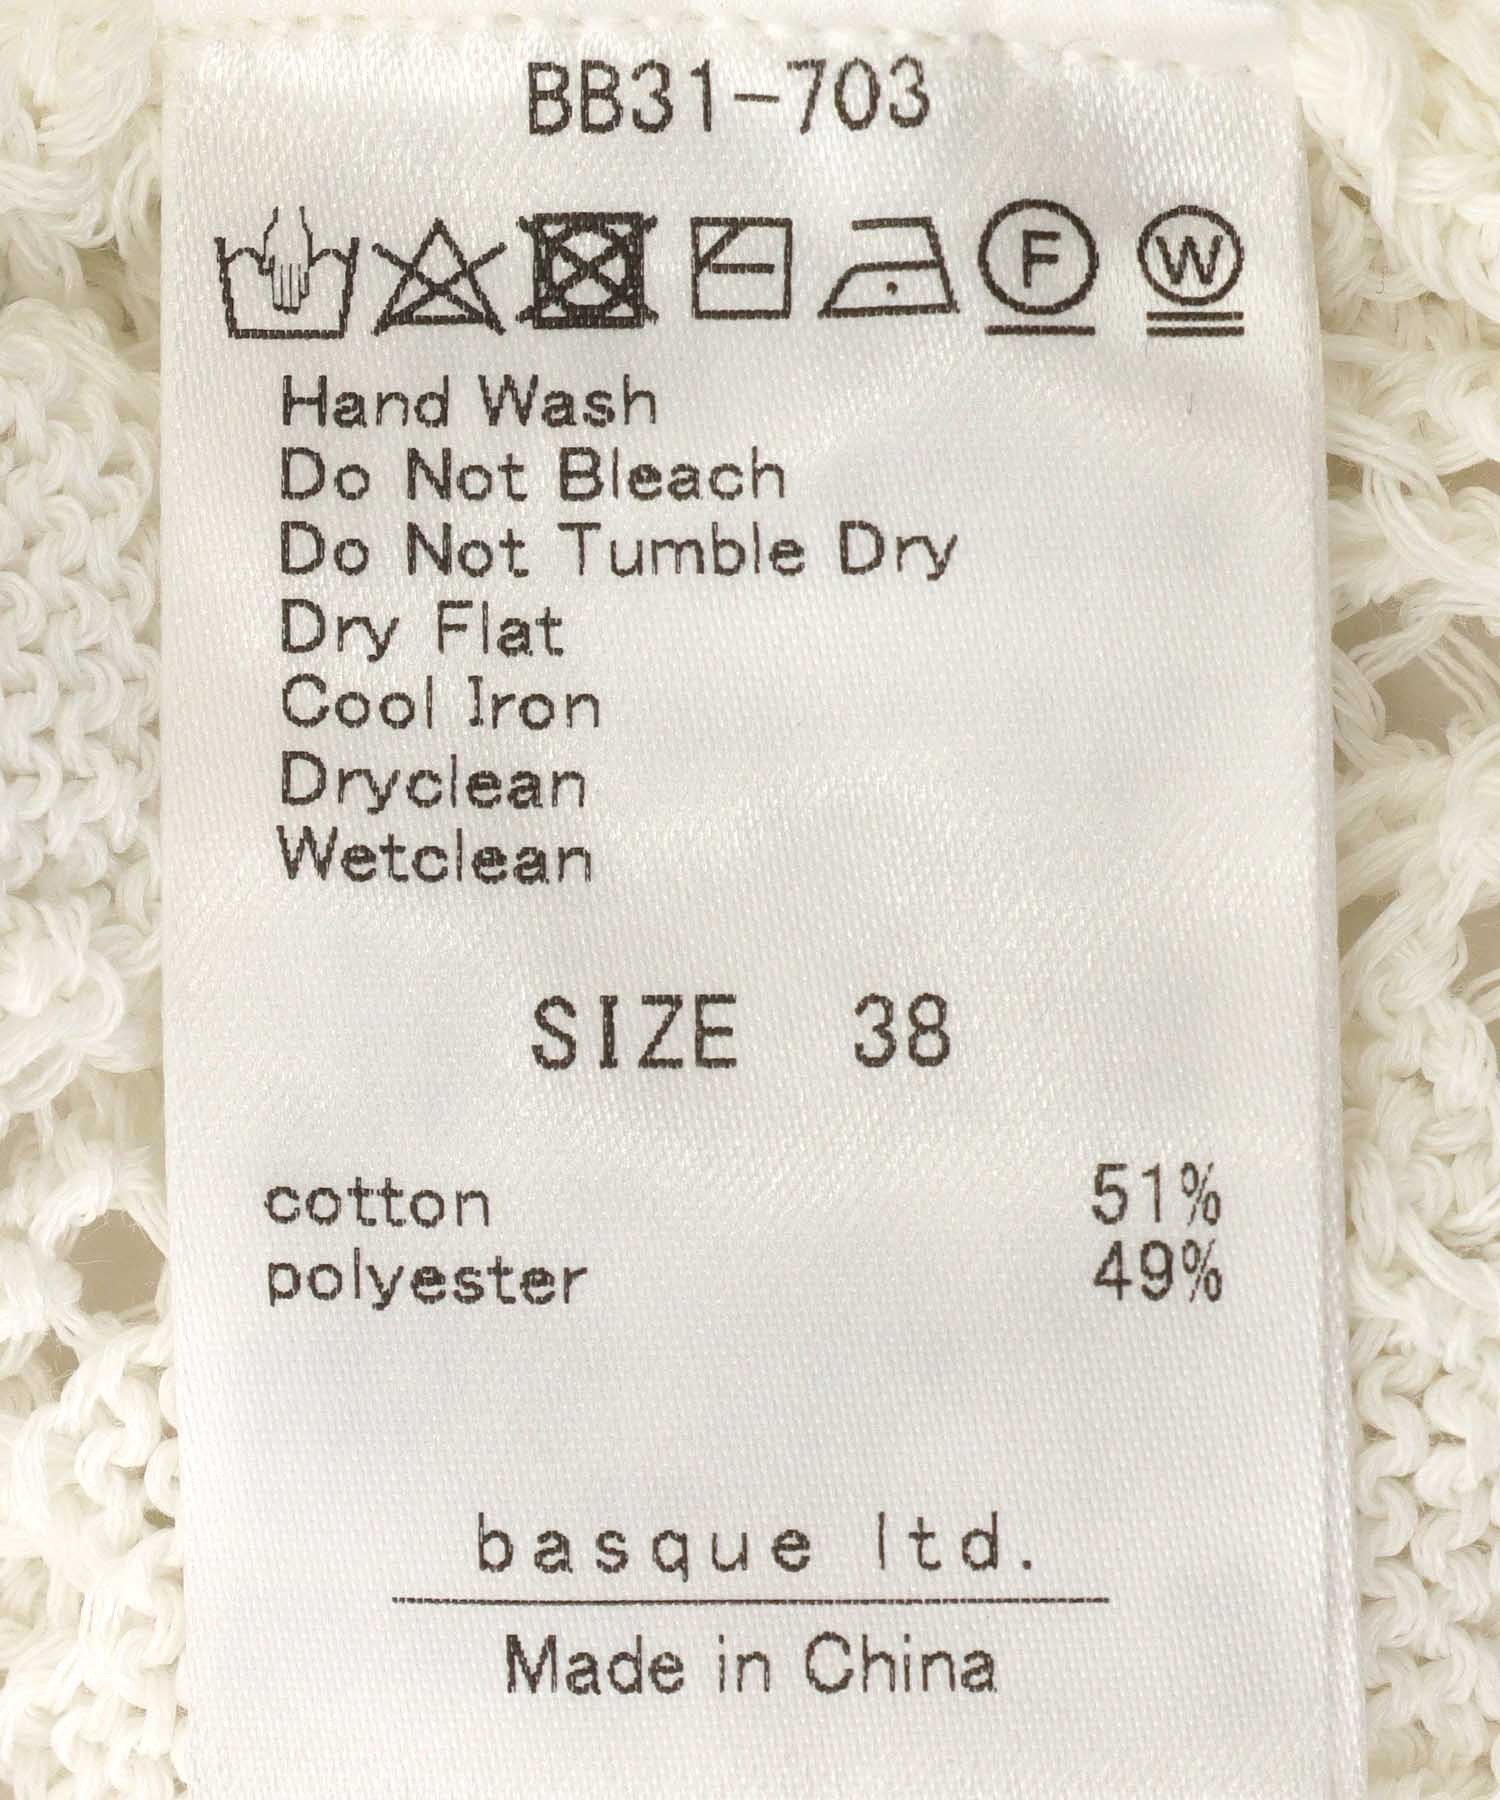 BB31-703
F W
Hand Wash
Do Not Bleach
Do Not Tumble Dry
Dry Flat
Cool Iron
Dryclean
Wetclean
SIZE 38
cotton 51%
polyester 49%
basque ltd.
Made in China